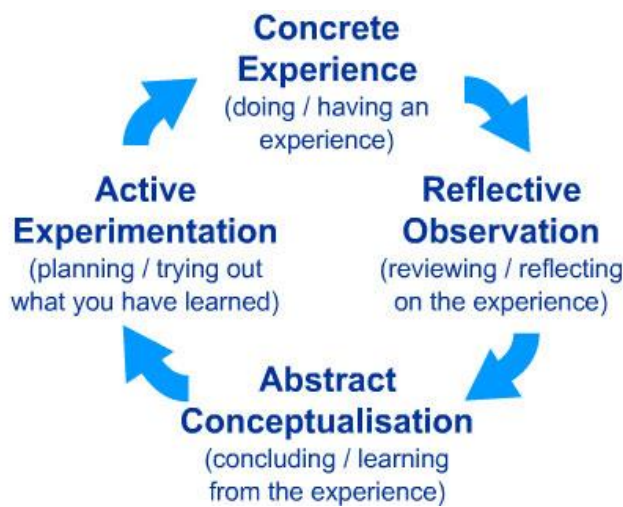 Concrete
Experience
(doing / having an
experience)
Reflective
Observation
(reviewing / reflecting
on the experience)
Abstract
Conceptualisation
(concluding / learning
from the experience)
Active
Experimentation
(planning / trying out
what you have learned)